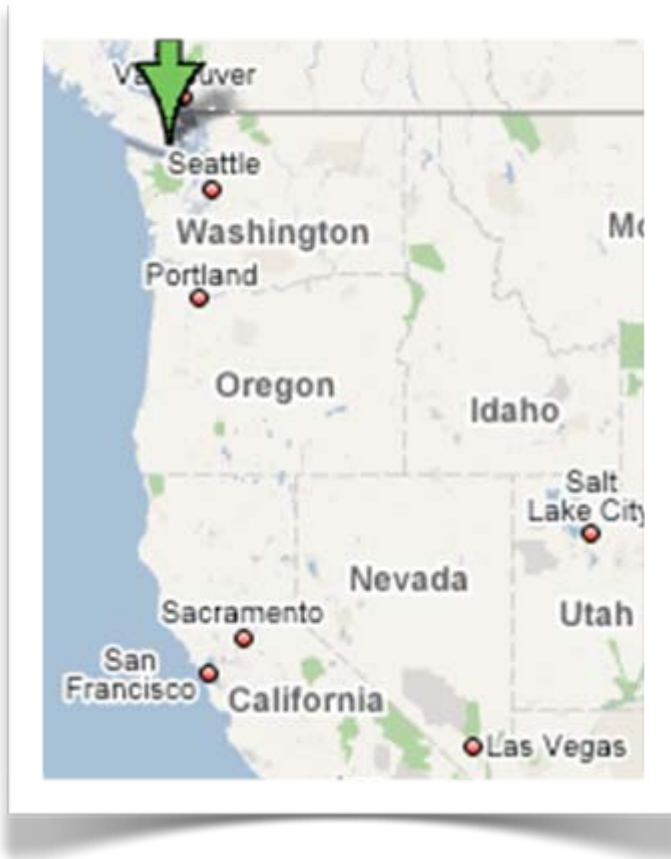 Seattle
Washington
Portland
Oregon
Idaho
Salt
Lake City
Nevada
Utah
Sacramento
San
Francisco
California
Las Vegas